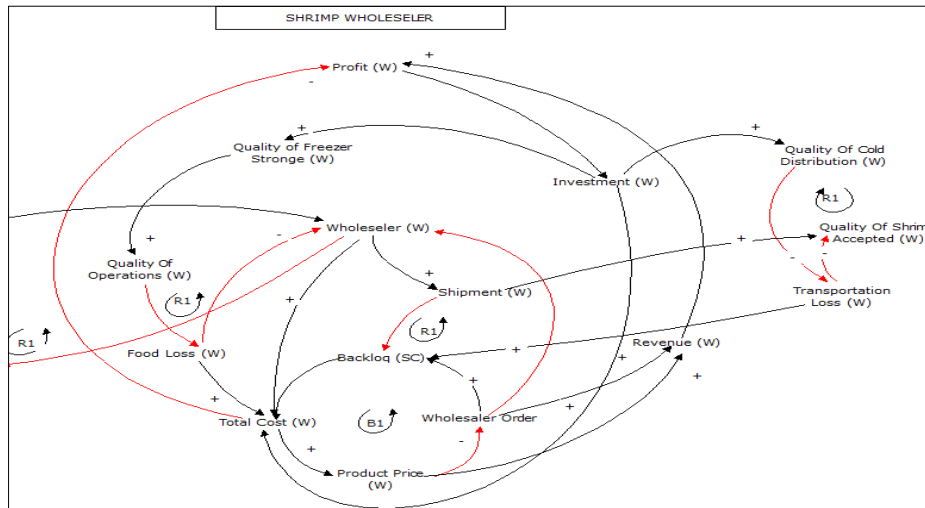 SHRIMP WHOLESELER
Profit (W)
+
-
+
+
Quality of Freezer
Stronge (W)
Quality Of Cold
Distribution (W)
Investment (W)
R1
Wholeseler (W)
-
+
Quality Of Shrim
Accepted (W)
+
Quality Of
Operations (W)
+
-
-
Shipment (W)
Transportation
Loss (W)
R1
+
R1
R1
Food Loss (W)
Backloq (SC)
+
+
Revenue (W)
+
+
+
+
Total Cost (W)
B1
Wholesaler Order
+
-
Product Price
(W)